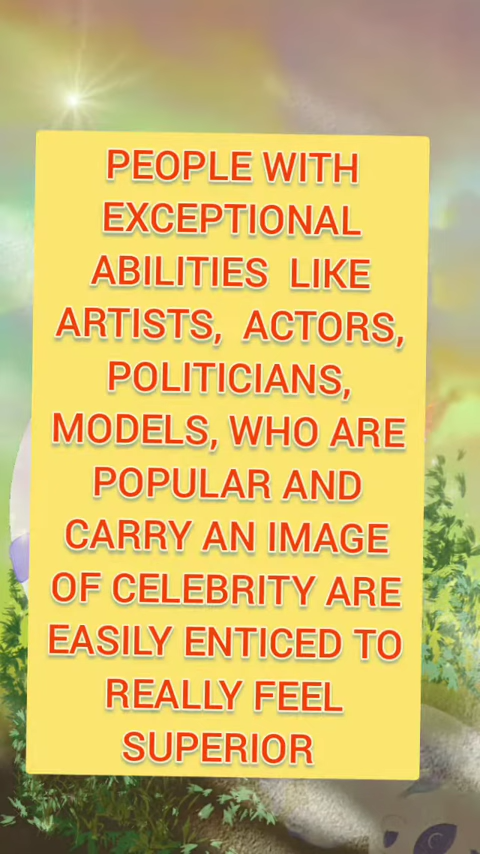 PEOPLE WITH
EXCEPTIONAL
ABILITIES  LIKE
ARTISTS,  ACTORS,
POLITICIANS,
MODELS, WHO ARE
POPULAR AND
CARRY AN IMAGE
OF CELEBRITY ARE
EASILY ENTICED TO
REALLY FEEL
SUPERIOR